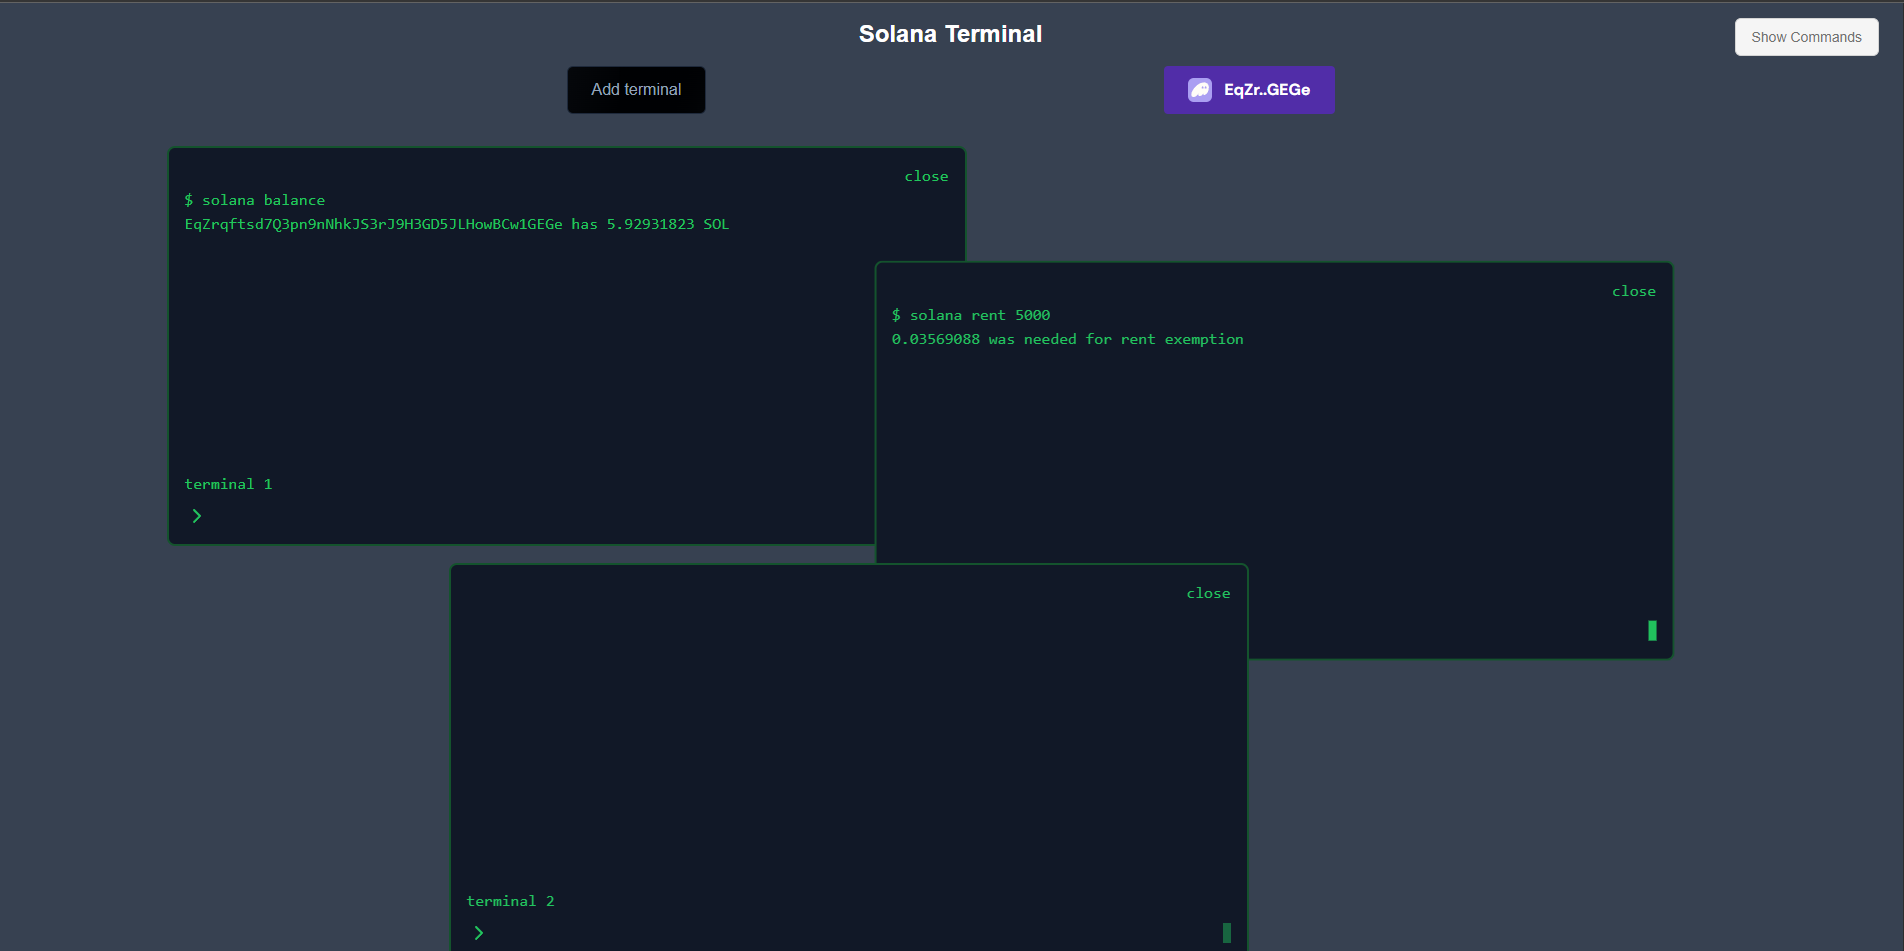 Solana Terminal
Show Commands
Add terminal
EqZr..GEGe
close
$ solana balance
EqZrqftsd7Q3pn9nNhkJS3rJ9H3GD5JLHowBCw1GEGe has 5.92931823 SOL
terminal 1
>
close
$ solana rent 5000
0.03569088 was needed for rent exemption
close
terminal 2
>